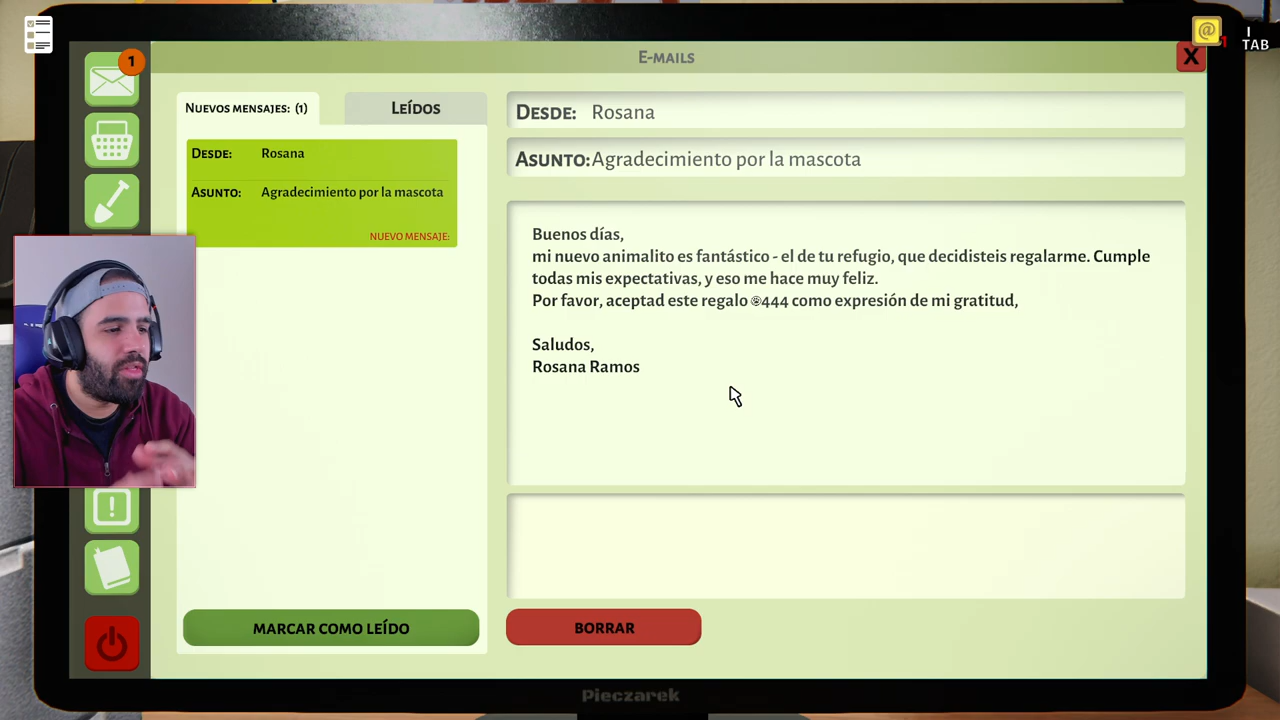 E-MAILS
X
I
TAB
1
1
NUEVOS MENSAJES: (1)
LEÍDOS
DESDE: Rosana
ASUNTO: Agradecimiento por la mascota
NUEVO MENSAJE:
DESDE: Rosana
ASUNTO: Agradecimiento por la mascota
Buenos días,
mi nuevo animalito es fantástico - el de tu refugio, que decidisteis regalarme. Cumple
todas mis expectativas, y eso me hace muy feliz.
Por favor, aceptad este regalo 444 como expresión de mi gratitud,
Saludos,
Rosana Ramos
MARCAR COMO LEÍDO
BORRAR
Pieczarek